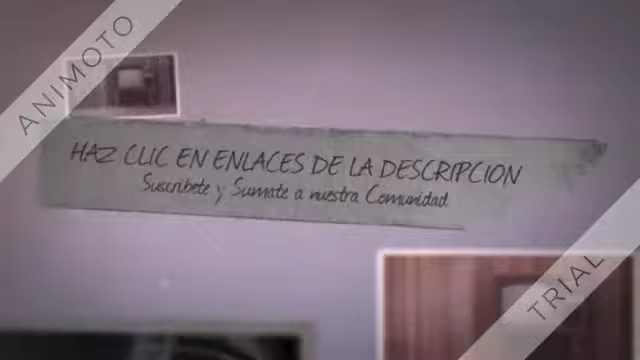 ANIMOTO
HAZ CLIC EN ENLACES DE LA DESCRIPCION
Suscribete y Sumate a nuestra Comunidad
TRIAL